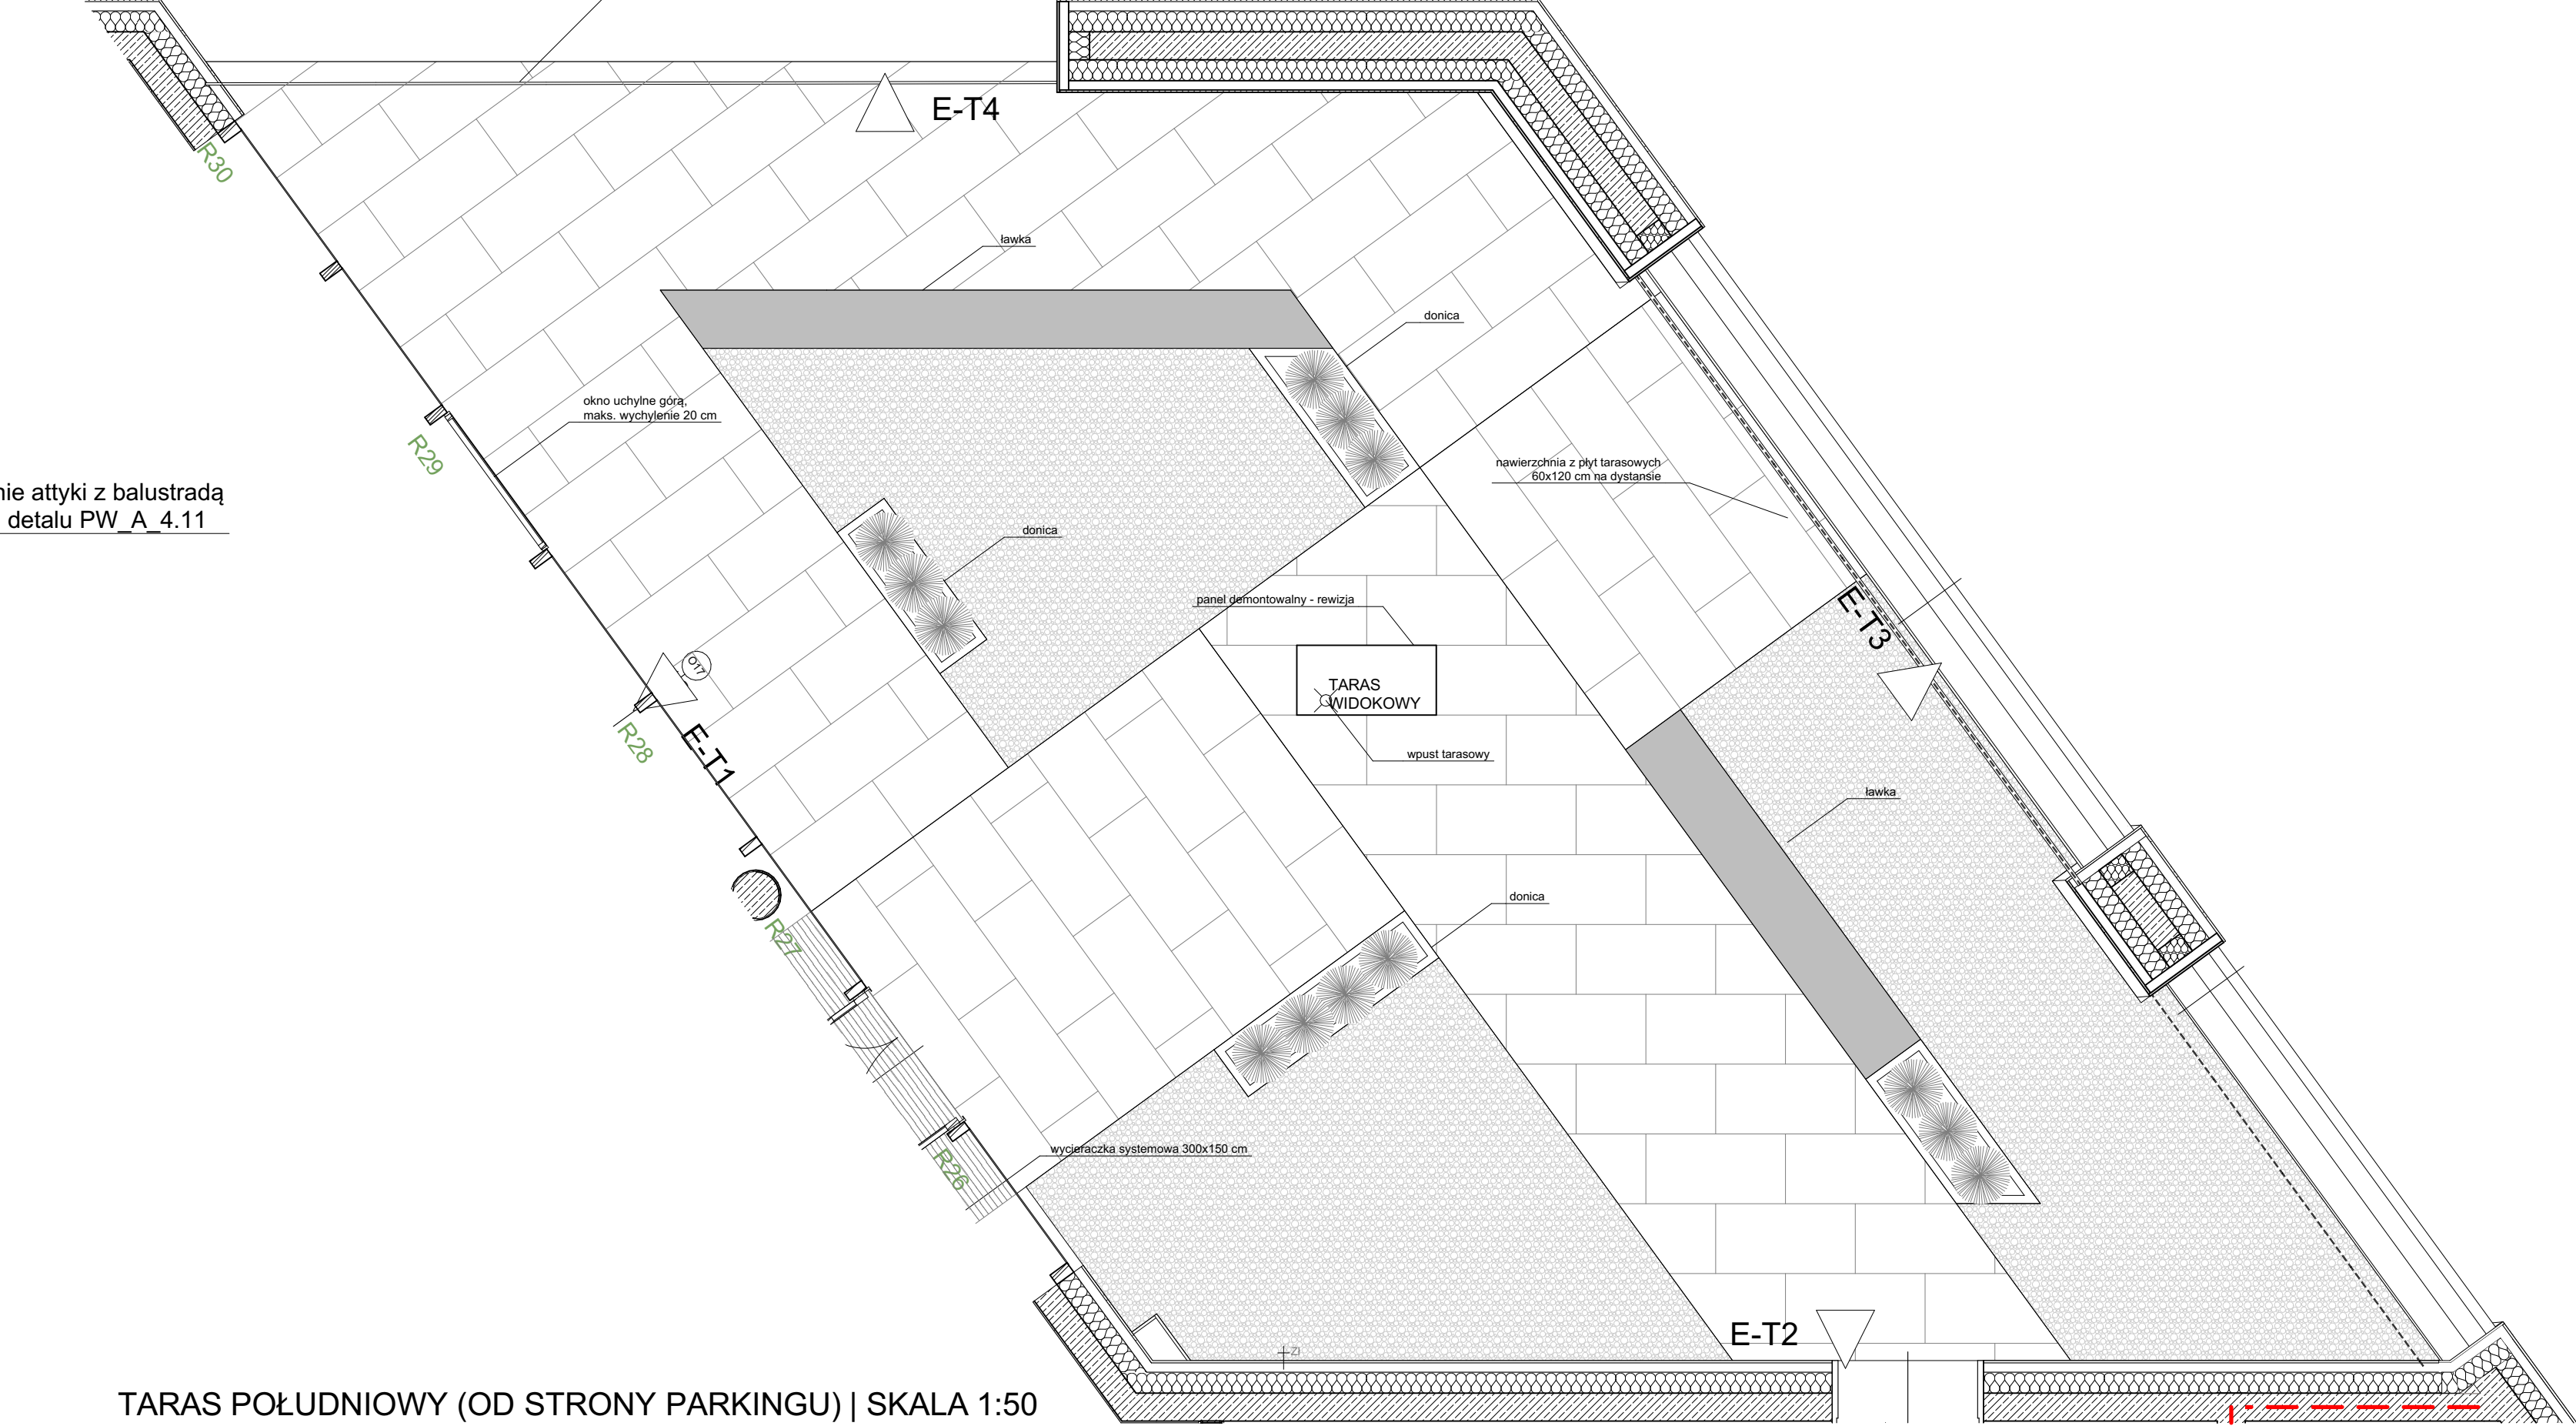 E-T4
R30
ławka
donica
okno uchylne górą,
maks. wychylenie 20 cm
R29
nie attyki z balustradą
detalu PW_A_4.11
nawierzchnia z płyt tarasowych
60x120 cm na dystansie
donica
panel demontowalny - rewizja
E-T3
O17
TARAS
WIDOKOWY
R28
E-T1
wpust tarasowy
ławka
donica
R27
wycieraczka systemowa 300x150 cm
R26
E-T2
ZI
TARAS POŁUDNIOWY (OD STRONY PARKINGU) | SKALA 1:50